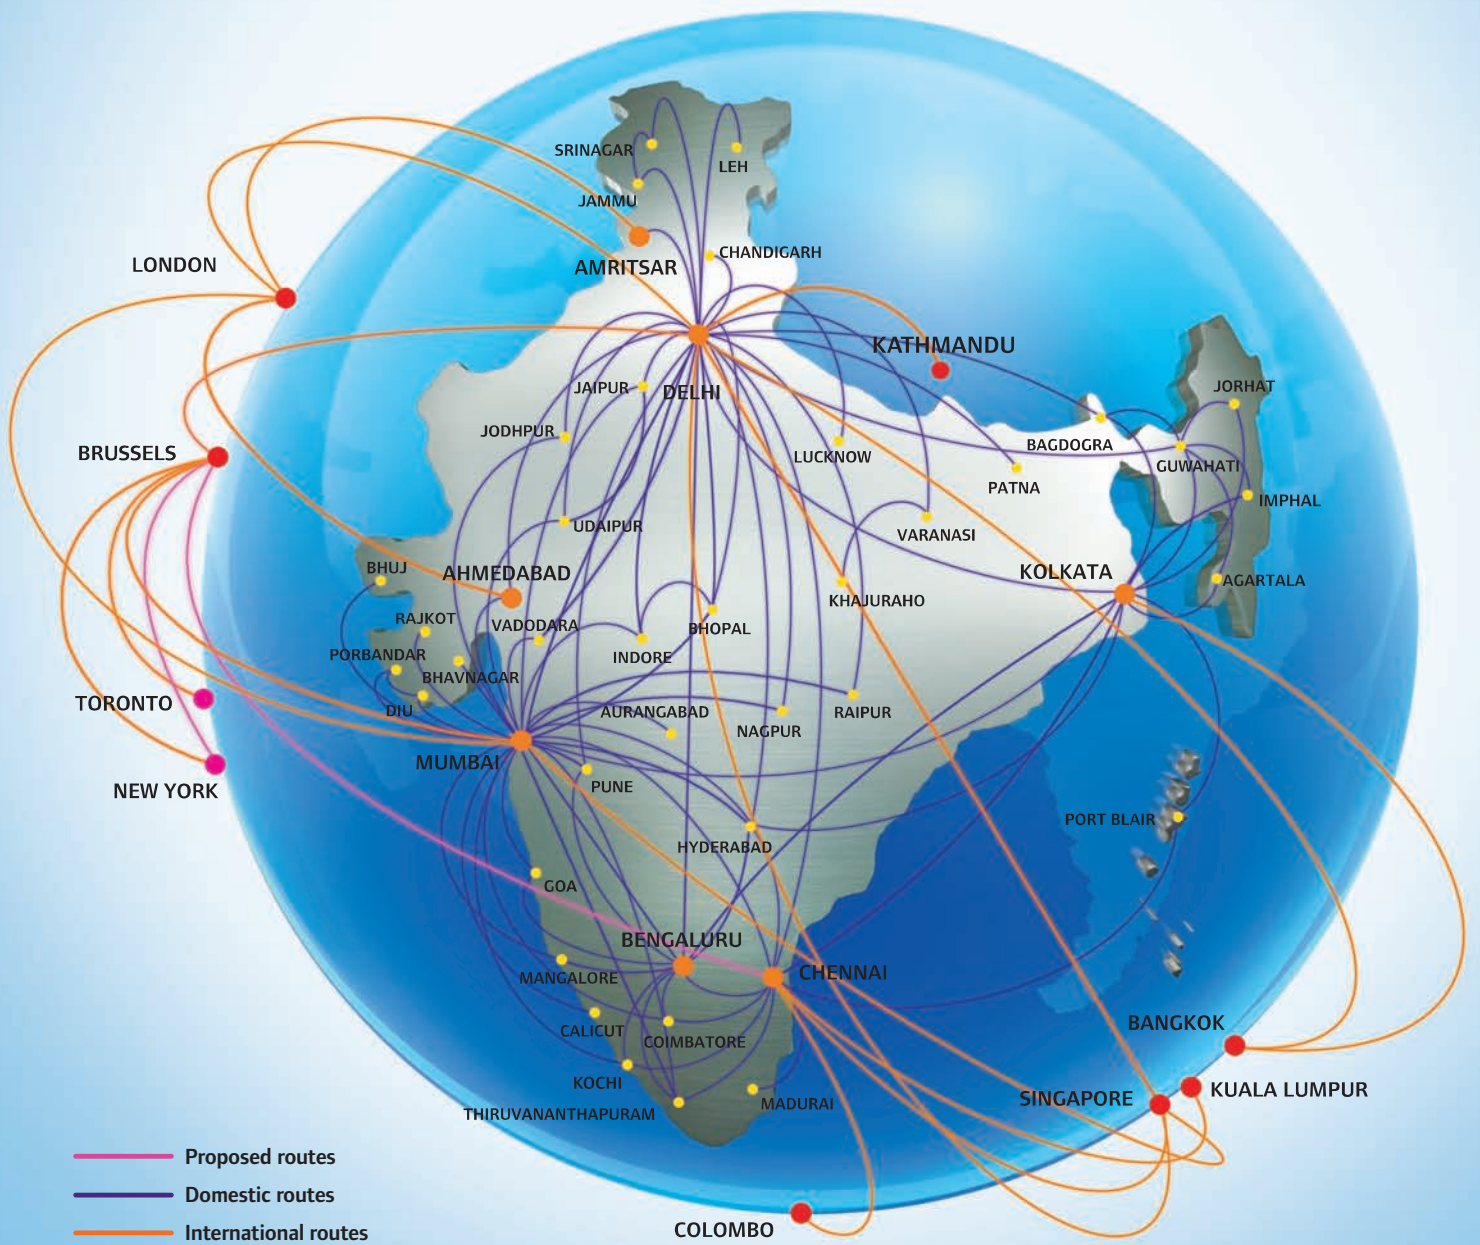 SRINAGAR
LEH
JAMMU
CHANDIGARH
LONDON
AMRITSAR
KATHMANDU
JAIPUR
DELHI
JORHAT
JODHPUR
BRUSSELS
BAGDOGRA
LUCKNOW
GUWAHATI
PATNA
IMPHAL
UDAIPUR
VARANASI
BHUJ
AHMEDABAD
KOLKATA
AGARTALA
KHAJURAHO
RAJKOT
VADODARA
BHOPAL
PORBANDAR
INDORE
BHAVNAGAR
TORONTO
DIU
AURANGABAD
RAIPUR
NAGPUR
MUMBAI
PUNE
NEW YORK
PORT BLAIR
HYDERABAD
GOA
BENGALURU
CHENNAI
MANGALORE
BANGKOK
CALICUT
COIMBATORE
KOCHI
KUALA LUMPUR
SINGAPORE
MADURAI
THIRUVANANTHAPURAM
Proposed routes
Domestic routes
COLOMBO
International routes